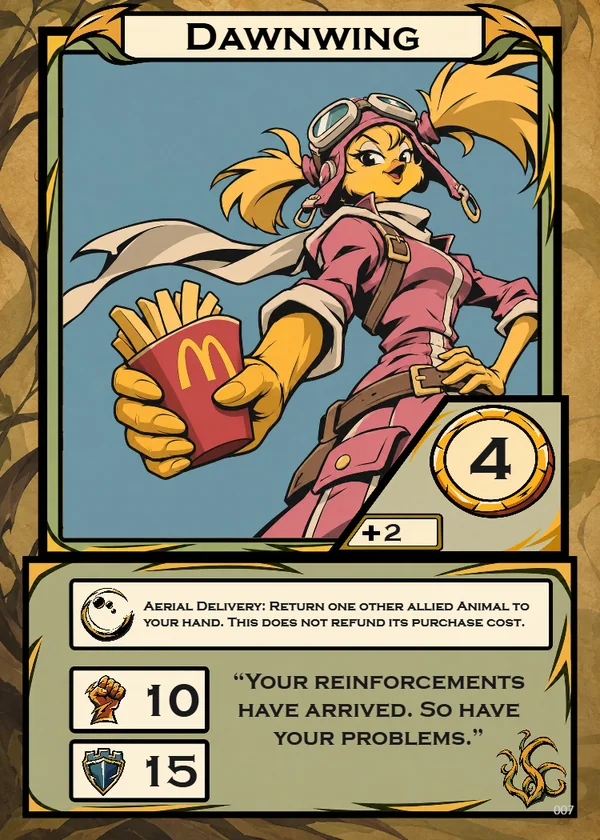 DAWNWING
4
+2
AERIAL DELIVERY: RETURN ONE OTHER ALLIED ANIMAL TO
YOUR HAND. THIS DOES NOT REFUND ITS PURCHASE COST.
10
15
“YOUR REINFORCEMENTS
HAVE ARRIVED. SO HAVE
YOUR PROBLEMS.”
007